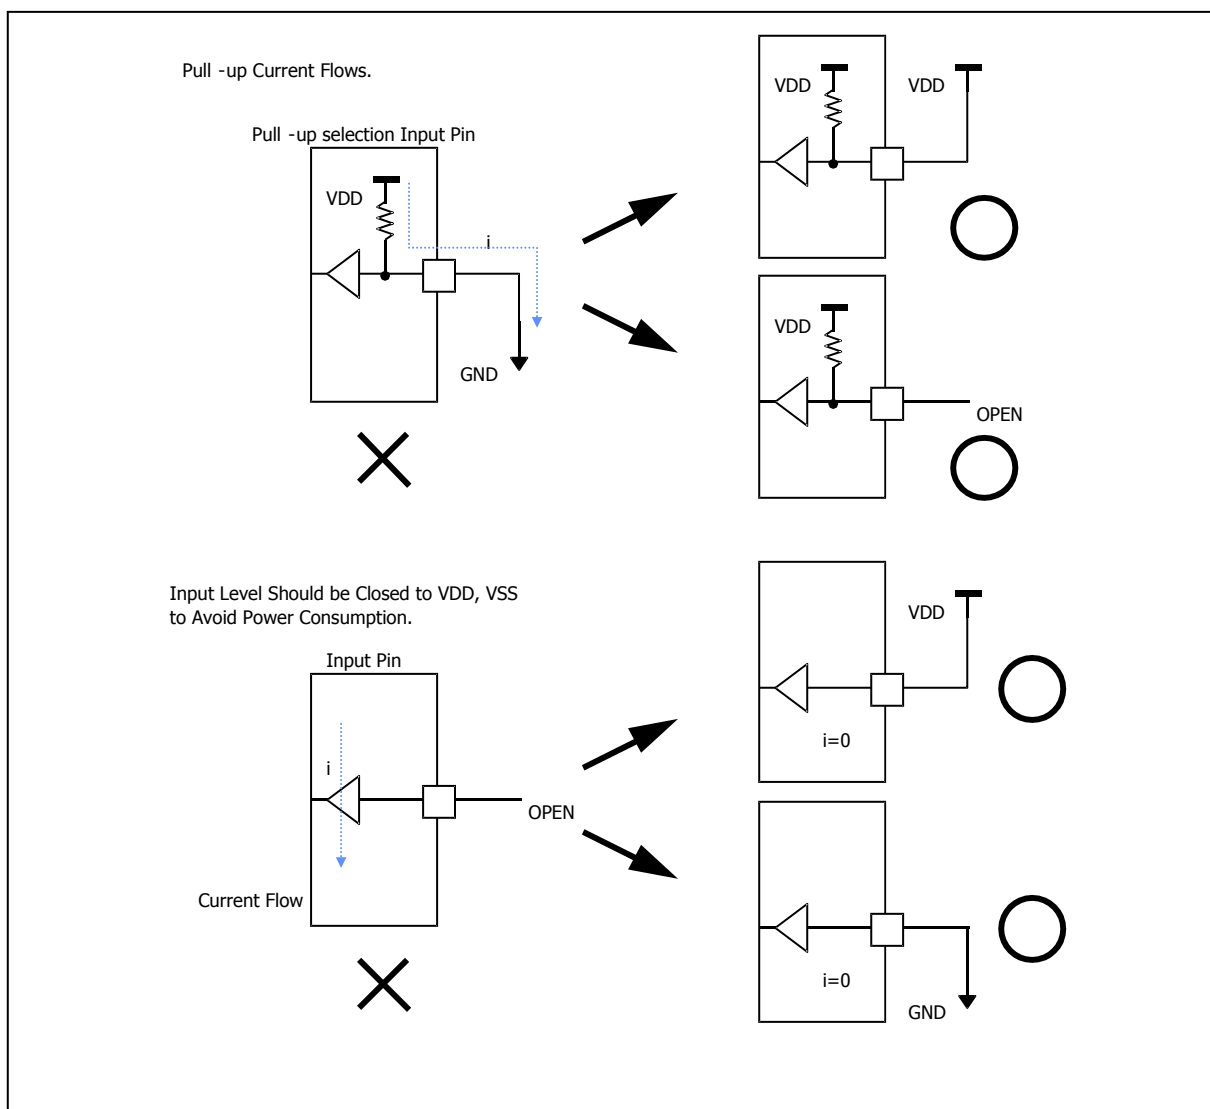 Pull -up Current Flows.
Pull -up selection Input Pin
VDD
i
GND
VDD
VDD
VDD
OPEN
Input Level Should be Closed to VDD, VSS
to Avoid Power Consumption.
Input Pin
i
OPEN
Current Flow
VDD
i=0
i=0
GND